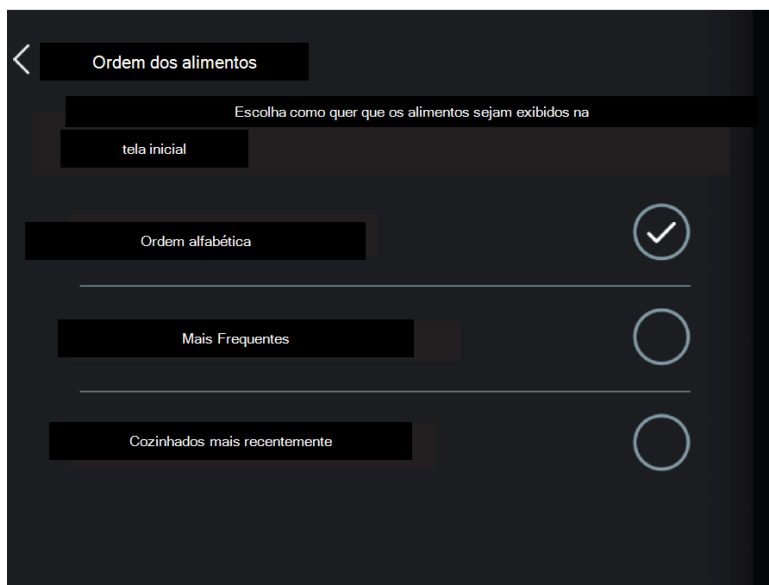 Ordem dos alimentos
Escolha como quer que os alimentos sejam exibidos na
tela inicial
Ordem alfabética
Mais Frequentes
Cozinhados mais recentemente